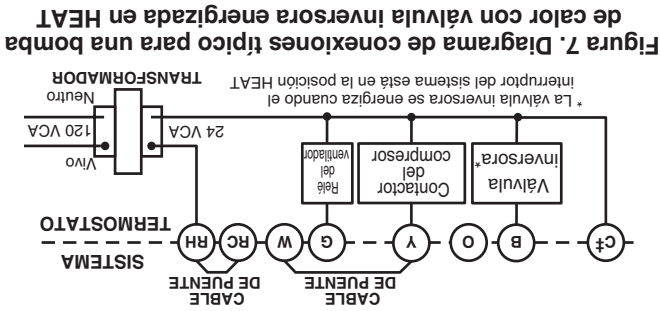 CABLE
DE PUENTE
CABLE
DE PUENTE
SISTEMA
C‡ B O Y G W RC RH
TERMOSTATO
Válvula
inversora*
Contactor
del
compresor
Relé
del
ventilador
Vivo
24 VCA
120 VCA
Neutro
TRANSFORMADOR
* La válvula inversora se energiza cuando el
interruptor del sistema está en la posición HEAT
Figura 7. Diagrama de conexiones típico para una bomba
de calor con válvula inversora energizada en HEAT